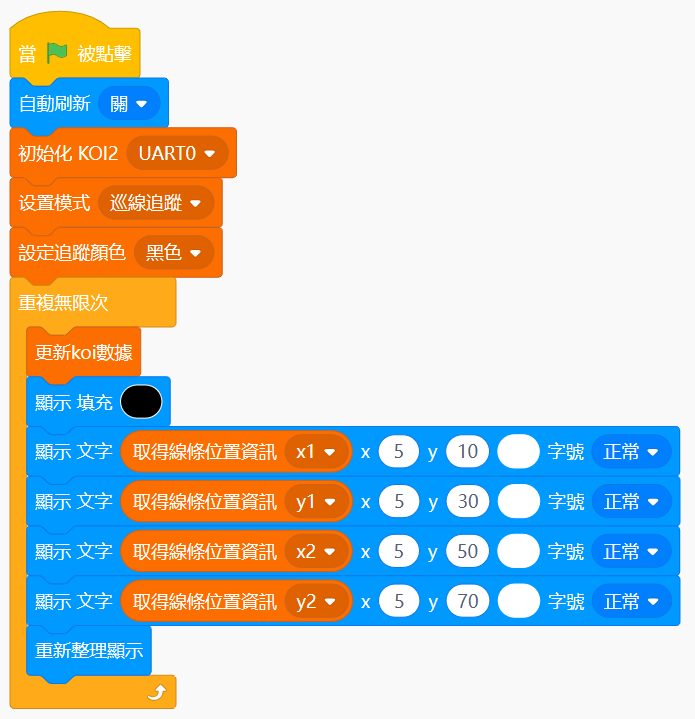 當 被點擊
自動刷新 關
初始化 KOI2 UART0
设置模式 巡線追蹤
設定追蹤顏色 黑色
重複無限次
更新koi數據
顯示 填充
顯示 文字 取得線條位置資訊 x1 x 5 y 10 字號 正常
顯示 文字 取得線條位置資訊 y1 x 5 y 30 字號 正常
顯示 文字 取得線條位置資訊 x2 x 5 y 50 字號 正常
顯示 文字 取得線條位置資訊 y2 x 5 y 70 字號 正常
重新整理顯示